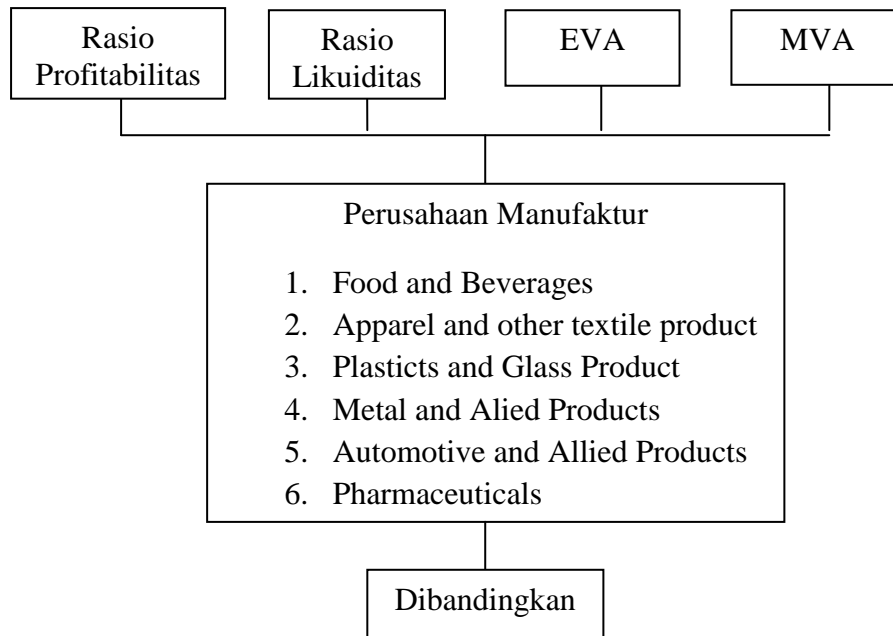 Rasio
Profitabilitas
Rasio
Likuiditas
EVA
MVA
Perusahaan Manufaktur
1. Food and Beverages
2. Apparel and other textile product
3. Plasticts and Glass Product
4. Metal and Alied Products
5. Automotive and Allied Products
6. Pharmaceuticals
Dibandingkan